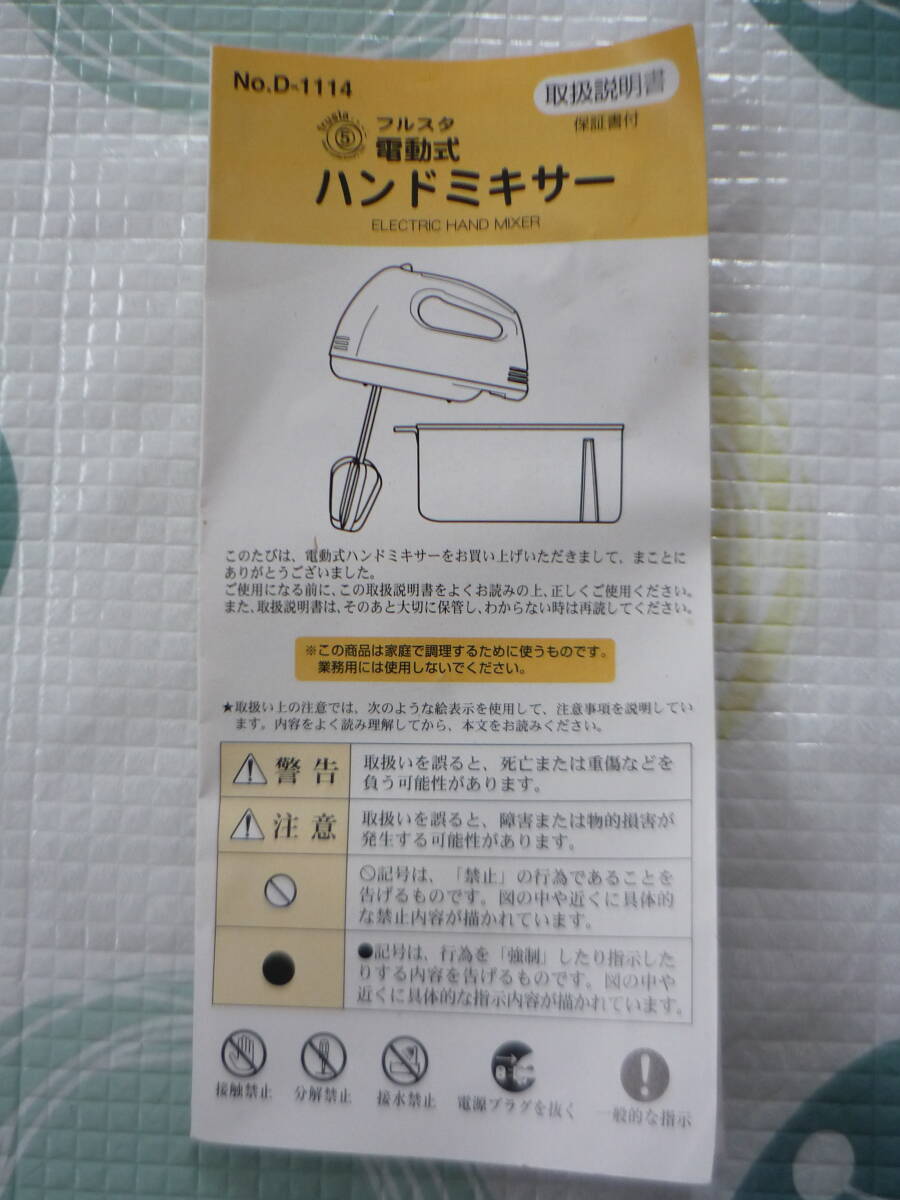 No.D-1114
取扱説明書
保証書付
フルスタ
⑤
電動式
ハンドミキサー
ELECTRIC HAND MIXER
このたびは、電動式ハンドミキサーをお買い上げいただきまして、まことに
ありがとうございました。
ご使用になる前に、この取扱説明書をよくお読みの上、正しくご使用ください。
また、取扱説明書は、そのあと大切に保管し、わからない時は再読してください。
※この商品は家庭で調理するために使うものです。
業務用には使用しないでください。
★取扱い上の注意では、次のような絵表示を使用して、注意事項を説明してい
ます。内容をよく読み理解してから、本文をお読みください。
警告
取扱いを誤ると、死亡または重傷などを
負う可能性があります。
注意
取扱いを誤ると、障害または物的損害が
発生する可能性があります。
記号は、「禁止」の行為であることを
告げるものです。図の中や近くに具体的
な禁止内容が描かれています。
●記号は、行為を「強制」したり指示した
りする内容を告げるものです。図の中や
近くに具体的な指示内容が描かれています。
接触禁止
分解禁止
接水禁止
電源プラグを抜く
一般的な指示